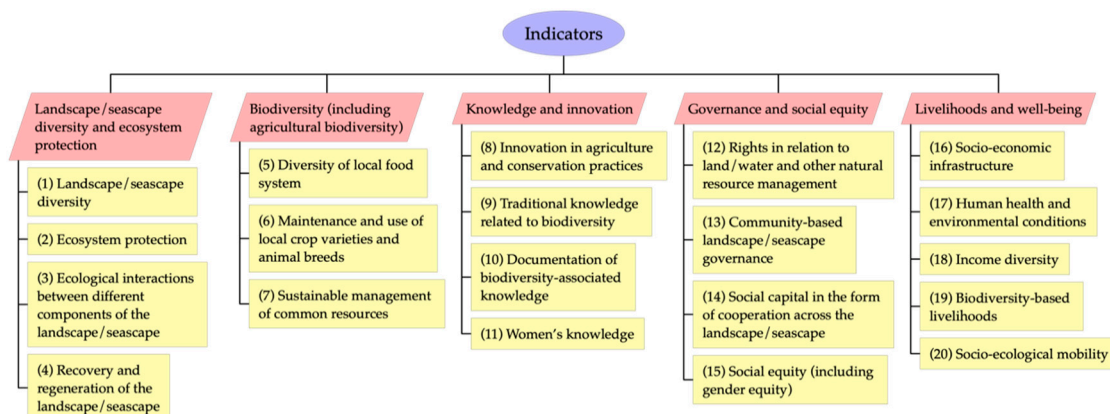 Indicators
Landscape/seascape
diversity and ecosystem
protection
(1) Landscape/seascape
diversity
(2) Ecosystem protection
(3) Ecological interactions
between different
components of the
landscape/seascape
(4) Recovery and
regeneration of the
landscape/seascape
Biodiversity (including
agricultural biodiversity)
(5) Diversity of local food
system
(6) Maintenance and use of
local crop varieties and
animal breeds
(7) Sustainable management
of common resources
Knowledge and innovation
(8) Innovation in agriculture
and conservation practices
(9) Traditional knowledge
related to biodiversity
(10) Documentation of
biodiversity-associated
knowledge
(11) Women's knowledge
Governance and social equity
(12) Rights in relation to
land/water and other natural
resource management
(13) Community-based
landscape/seascape
governance
(14) Social capital in the form
of cooperation across the
landscape/seascape
(15) Social equity (including
gender equity)
Livelihoods and well-being
(16) Socio-economic
infrastructure
(17) Human health and
environmental conditions
(18) Income diversity
(19) Biodiversity-based
livelihoods
(20) Socio-ecological mobility